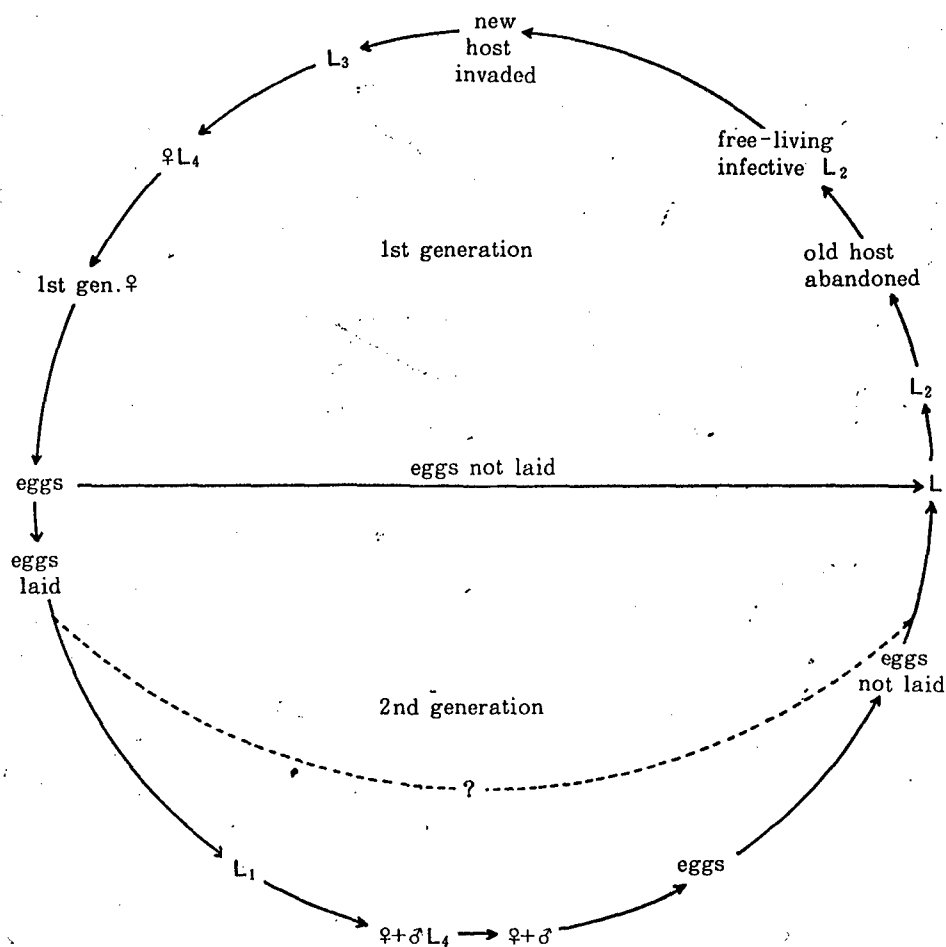 new
host
invaded
L₃
♀L₄
free-living
infective L₂
1st generation
old host
abandoned
1st gen.♀
L₂
eggs not laid
eggs
L
eggs
laid
eggs
not laid
2nd generation
?
L₁
eggs
♀+♂L₄
♀+♂